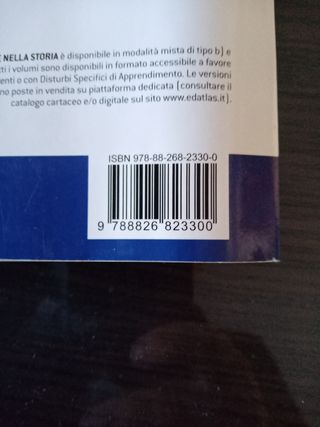 NELLA STORIA è disponibile in modalità mista di tipo b) e
tti i volumi sono disponibili in formato accessibile a favore
enti o con Disturbi Specifici di Apprendimento. Le versioni
no poste in vendita su piattaforma dedicata (consultare il
catalogo cartaceo e/o digitale sul sito www.edatlas.it).
ISBN 978-88-268-2330-0
9 788826 823300